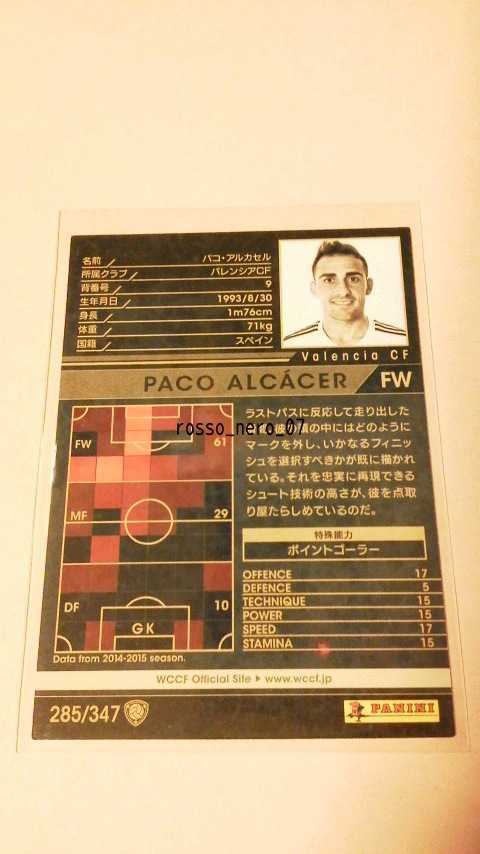 名前 パコ・アルカセル
所属クラブ バレンシアCF
背番号 9
生年月日 1993/8/30
身長 1m76cm
体重 71kg
国籍 スペイン
Valencia CF
PACO ALCÁCER FW
rosso_nero_07
FW 61
MF 29
DF 10
GK
Data from 2014-2015 season.
ラストパスに反応して走り出した
彼の頭の中にはどのように
マークを外し、いかなるフィニッ
シュを選択すべきかが既に描かれ
ている。それを忠実に再現できる
シュート技術の高さが、彼を点取
り屋たらしめているのだ。
特殊能力
ポイントゴーラー
OFFENCE 17
DEFENCE 5
TECHNIQUE 15
POWER 15
SPEED 17
STAMINA 15
WCCF Official Site ▶ www.wccf.jp
285/347
PANINI